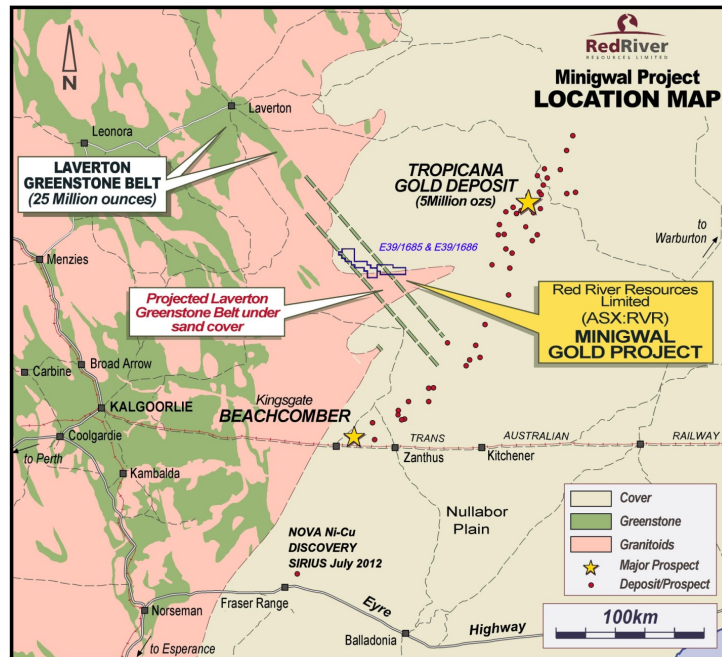 RedRiver
RESOURCES LIMITED
Minigwal Project
LOCATION MAP
N
Laverton
Leonora
LAVERTON
GREENSTONE BELT
(25 Million ounces)
TROPICANA
GOLD DEPOSIT
(5Million ozs)
E39/1685 & E39/1686
to
Warburton
Menzies
Projected Laverton
Greenstone Belt under
sand cover
Red River Resources
Limited
(ASX:RVR)
MINIGWAL
GOLD PROJECT
Broad Arrow
Carbine
KALGOORLIE
Kingsgate
BEACHCOMBER
Coolgardie
to Perth
TRANS AUSTRALIAN RAILWAY
Zanthus
Kitchener
Kambalda
Nullabor
Plain
Cover
Greenstone
Granitoids
Major Prospect
Deposit/Prospect
NOVA Ni-Cu
DISCOVERY
SIRIUS July 2012
Fraser Range
Norseman
Eyre Highway
Balladonia
to Esperance
100km